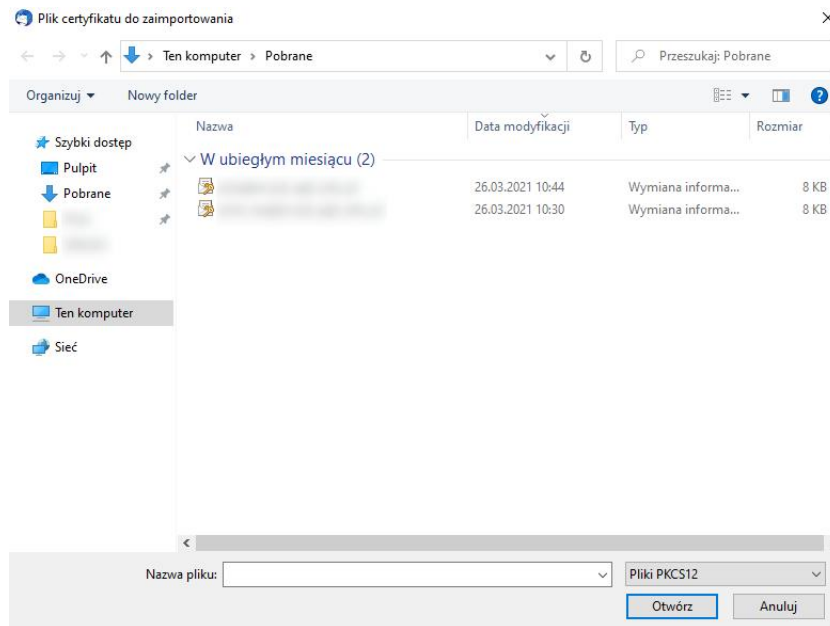 Plik certyfikatu do zaimportowania
Ten komputer > Pobrane
Przeszukaj: Pobrane
Organizuj
Nowy folder
Nazwa
Data modyfikacji
Typ
Rozmiar
Szybki dostęp
Pulpit
Pobrane
OneDrive
Ten komputer
Sieć
W ubiegłym miesiącu (2)
26.03.2021 10:44 Wymiana informa... 8 KB
26.03.2021 10:30 Wymiana informa... 8 KB
Nazwa pliku:
Pliki PKCS12
Otwórz
Anuluj